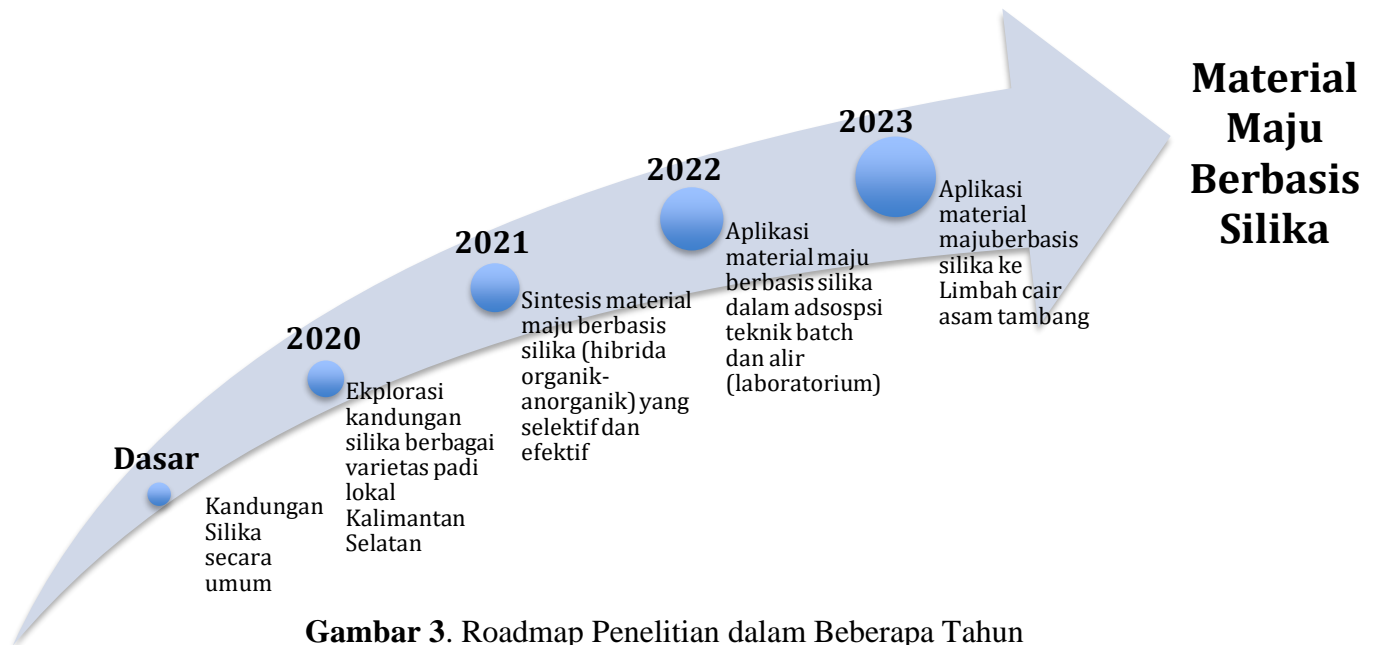 Dasar
Kandungan
Silika
secara
umum
2020
Ekplorasi
kandungan
silika berbagai
varietas padi
lokal
Kalimantan
Selatan
2021
Sintesis material
maju berbasis
silika (hibrida
organik-
anorganik) yang
selektif dan
efektif
2022
Aplikasi
material maju
berbasis silika
dalam adsospsi
teknik batch
dan alir
(laboratorium)
2023
Aplikasi
material
majuberbasis
silika ke
Limbah cair
asam tambang
Material
Maju
Berbasis
Silika
Gambar 3. Roadmap Penelitian dalam Beberapa Tahun